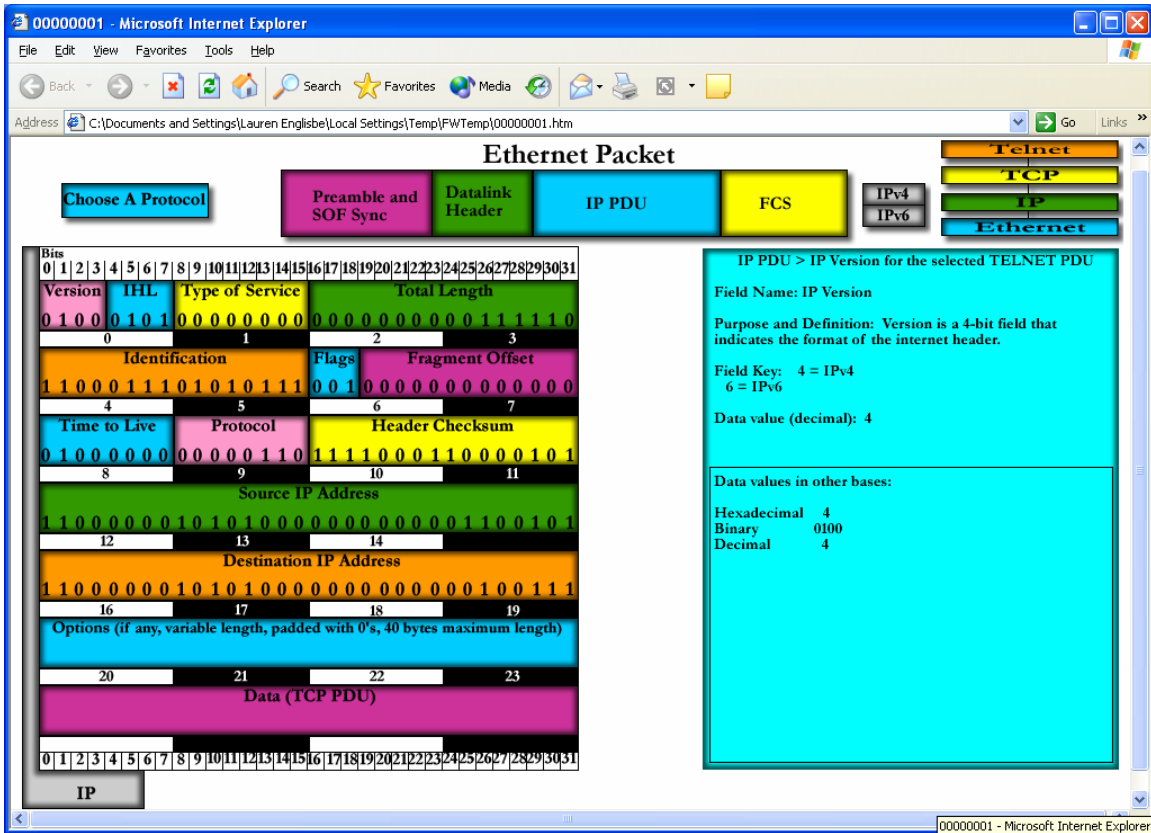 00000001 - Microsoft Internet Explorer
File Edit View Favorites Tools Help
Back Search Favorites Media
Address C:\Documents and Settings\Lauren Englisbe\Local Settings\Temp\FWTemp\00000001.htm Go Links »
Ethernet Packet
Choose A Protocol
Preamble and SOF Sync
Datalink Header
IP PDU
FCS
IPv4
IPv6
Telnet
TCP
IP
Ethernet
Bits
0 1 2 3 4 5 6 7 8 9 10 11 12 13 14 15 16 17 18 19 20 21 22 23 24 25 26 27 28 29 30 31
Version IHL Type of Service Total Length
0 1 0 0 0 1 0 1 0 0 0 0 0 0 0 0 0 0 0 0 0 0 0 0 0 0 1 1 1 1 1 0
0 1 2 3
Identification Flags Fragment Offset
1 1 0 0 0 1 1 1 0 1 0 1 0 1 1 1 0 0 1 0 0 0 0 0 0 0 0 0 0 0 0 0
4 5 6 7
Time to Live Protocol Header Checksum
0 1 0 0 0 0 0 0 0 0 0 0 0 1 1 0 1 1 1 1 0 0 0 1 1 0 0 0 0 1 0 1
8 9 10 11
Source IP Address
1 1 0 0 0 0 0 0 1 0 1 0 1 0 0 0 0 0 0 0 0 0 0 0 0 1 1 0 0 1 0 1
12 13 14
Destination IP Address
1 1 0 0 0 0 0 0 1 0 1 0 1 0 0 0 0 0 0 0 0 0 0 0 0 0 1 0 0 1 1 1
16 17 18 19
Options (if any, variable length, padded with 0's, 40 bytes maximum length)
20 21 22 23
Data (TCP PDU)
0 1 2 3 4 5 6 7 8 9 10 11 12 13 14 15 16 17 18 19 20 21 22 23 24 25 26 27 28 29 30 31
IP
IP PDU > IP Version for the selected TELNET PDU
Field Name: IP Version
Purpose and Definition: Version is a 4-bit field that
indicates the format of the internet header.
Field Key: 4 = IPv4
6 = IPv6
Data value (decimal): 4
Data values in other bases:
Hexadecimal 4
Binary 0100
Decimal 4
00000001 - Microsoft Internet Explorer